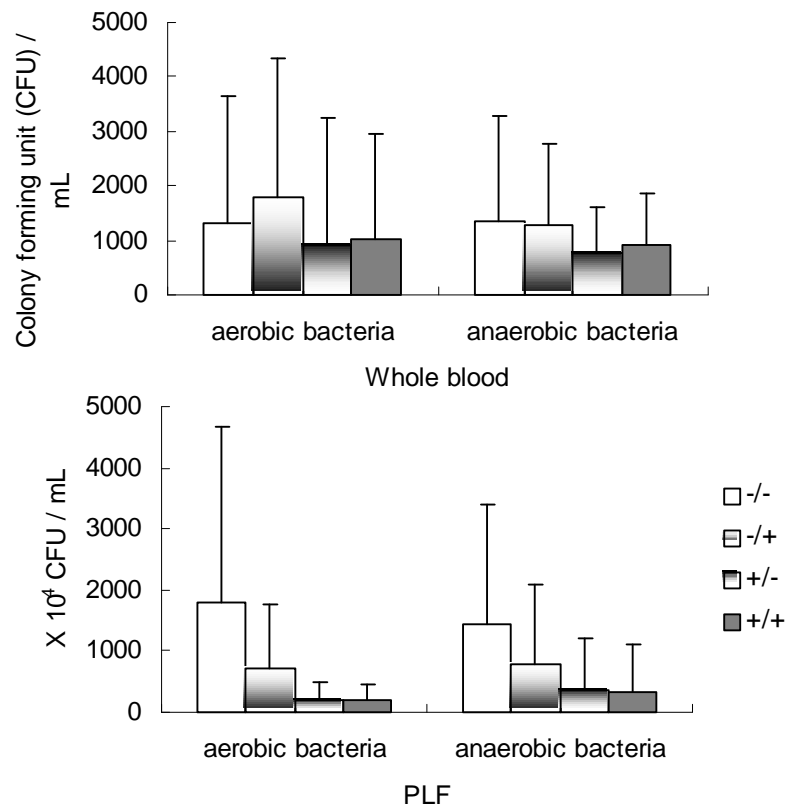 Colony forming unit (CFU) /
mL
5000
4000
3000
2000
1000
0
aerobic bacteria
anaerobic bacteria
Whole blood
X 10⁴ CFU / mL
5000
4000
3000
2000
1000
0
aerobic bacteria
anaerobic bacteria
PLF
-/-
-/+
+/-
+/+